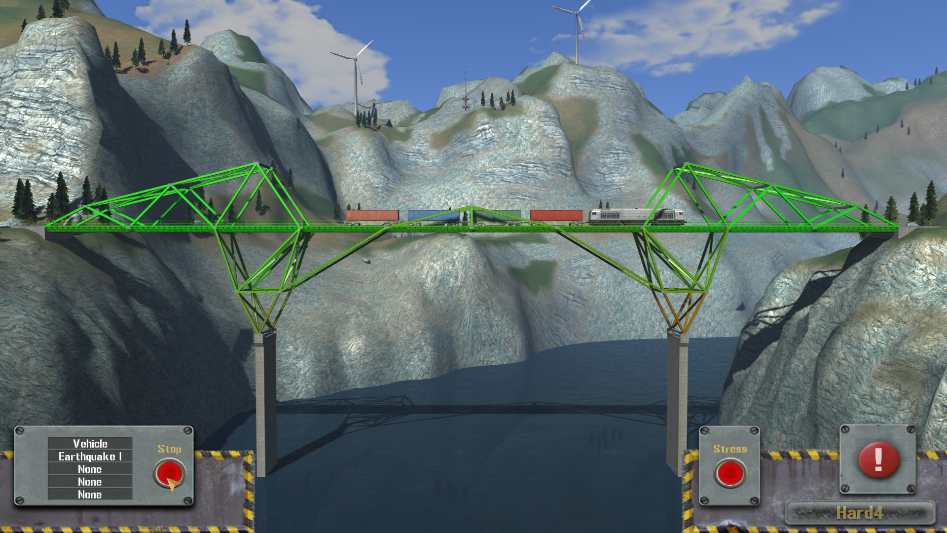 Vehicle
Earthquake I
None
None
None
Stop
Stress
!
Hard4